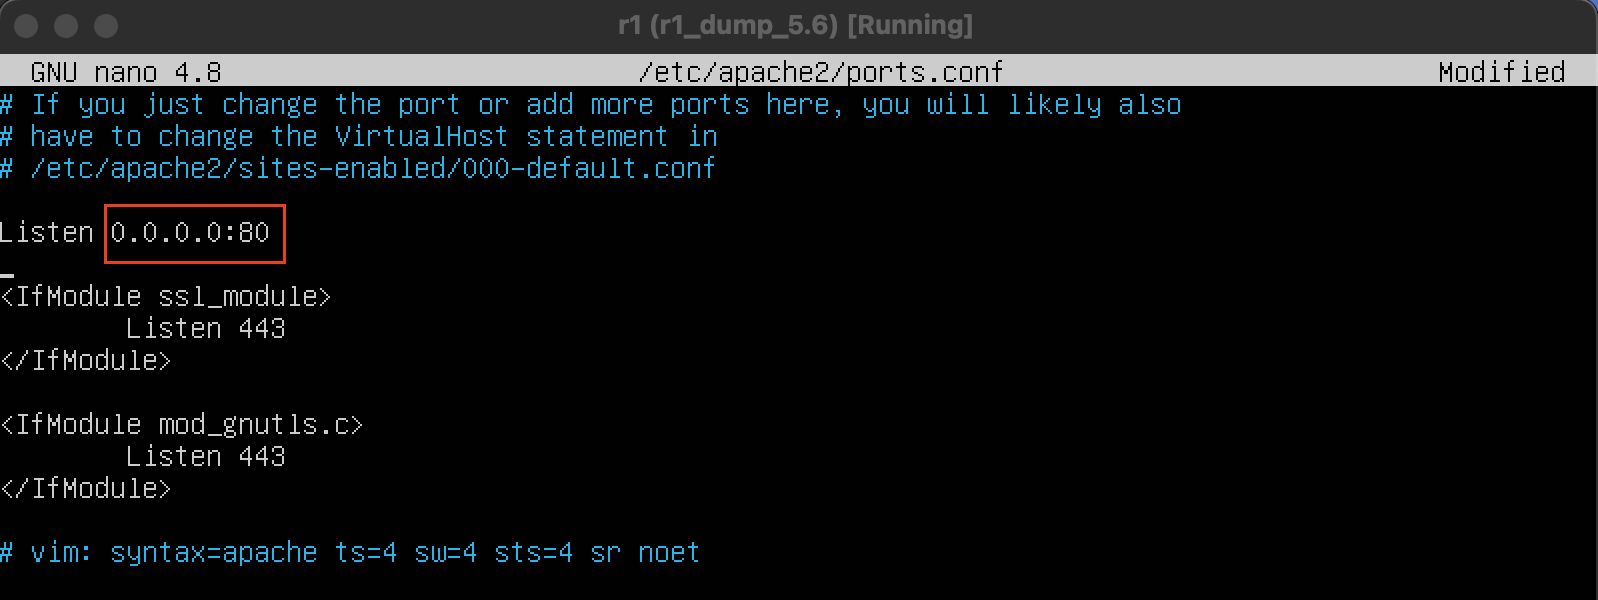 r1 (r1_dump_5.6) [Running]
GNU nano 4.8 /etc/apache2/ports.conf Modified
# If you just change the port or add more ports here, you will likely also
# have to change the VirtualHost statement in
# /etc/apache2/sites-enabled/000-default.conf
Listen 0.0.0.0:80
<IfModule ssl_module>
Listen 443
</IfModule>
<IfModule mod_gnutls.c>
Listen 443
</IfModule>
# vim: syntax=apache ts=4 sw=4 sts=4 sr noet